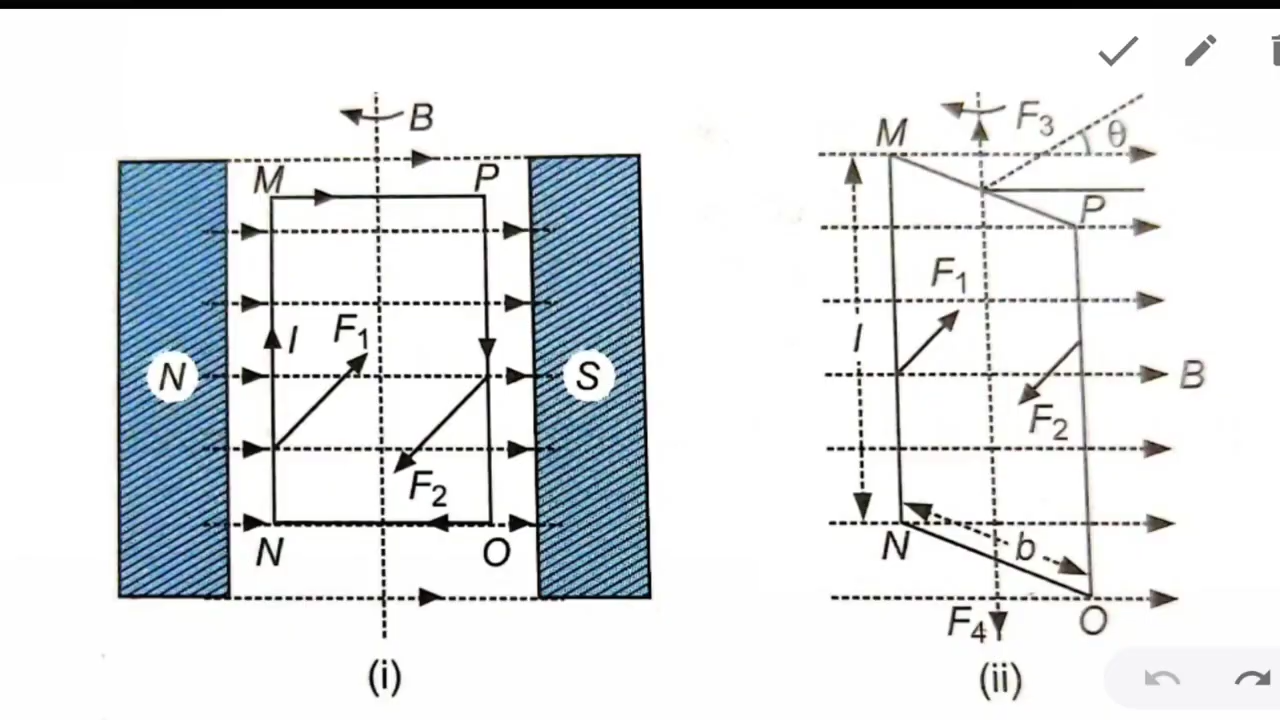 B
M P
I F₁
N S
F₂
N O
(i)
F₃
M θ
P
F₁
l B
F₂
N b
F₄ O
(ii)